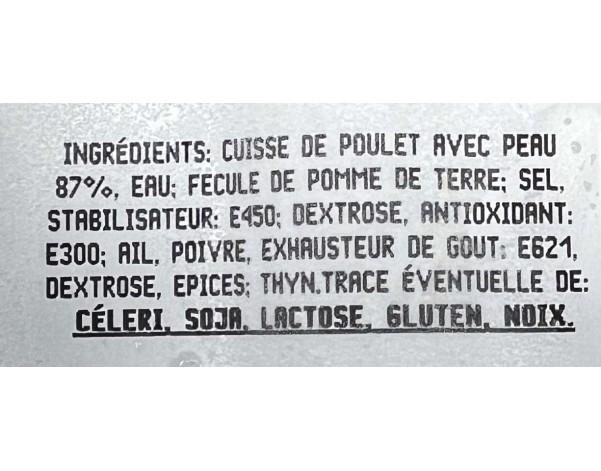 INGRÉDIENTS: CUISSE DE POULET AVEC PEAU
87%, EAU; FECULE DE POMME DE TERRE; SEL,
STABILISATEUR: E450; DEXTROSE, ANTIOXIDANT:
E300; AIL, POIVRE, EXHAUSTEUR DE GOUT: E621,
DEXTROSE, EPICES; THYN.TRACE ÉVENTUELLE DE:
CÉLERI, SOJA, LACTOSE, GLUTEN, NOIX.